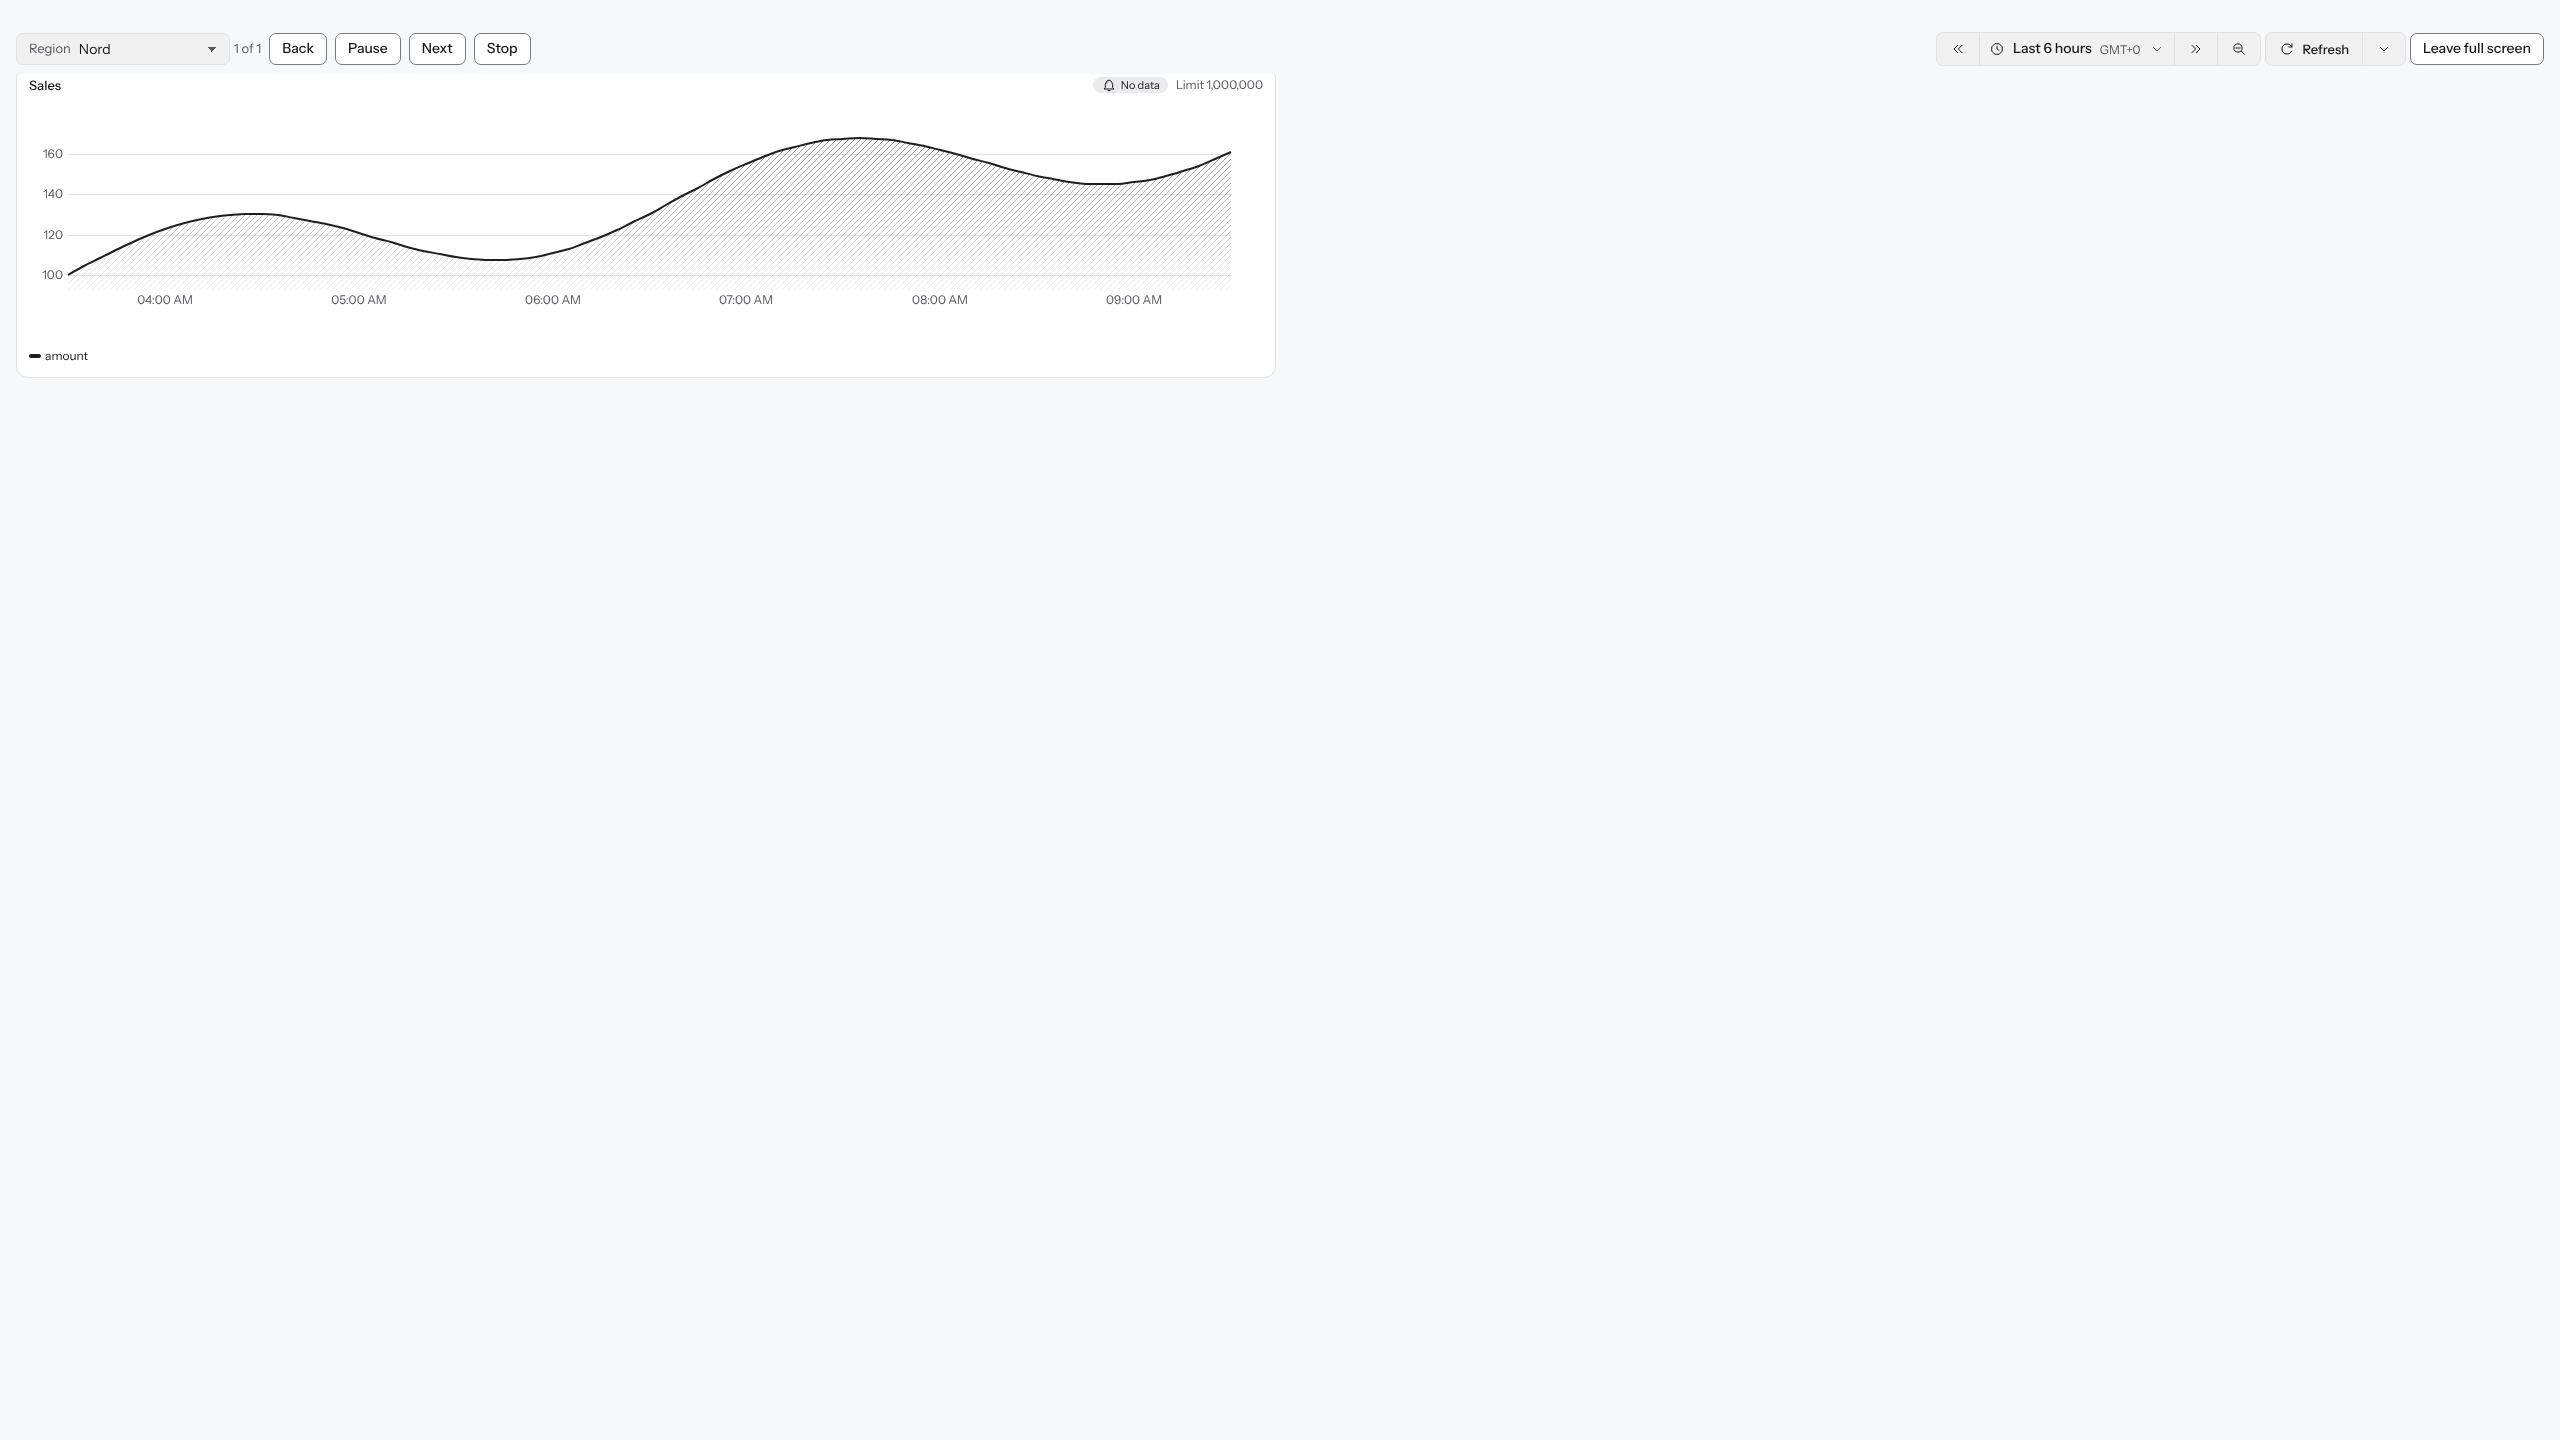 Region Nord 1 of 1 Back Pause Next Stop Last 6 hours GMT+0 Refresh Leave full screen
Sales No data Limit 1,000,000
160
140
120
100
04:00 AM 05:00 AM 06:00 AM 07:00 AM 08:00 AM 09:00 AM
amount